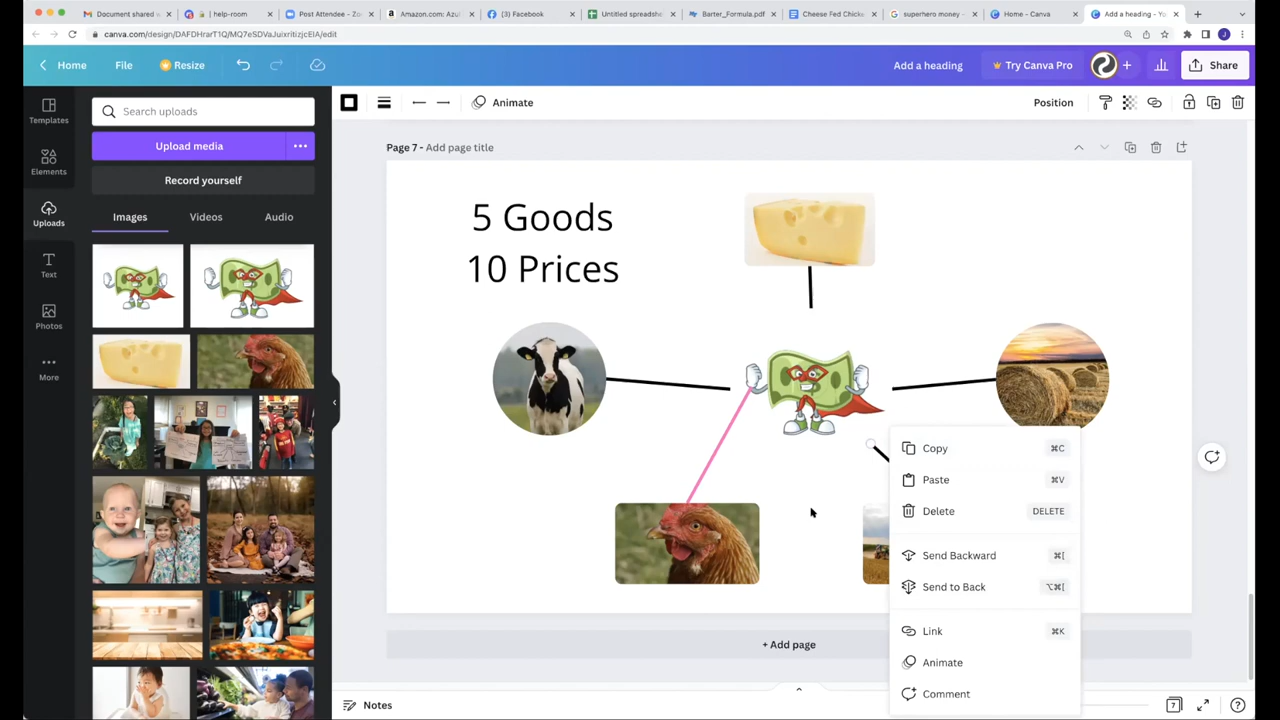 Document shared w
| help-room
Post Attendee - Zo
Amazon.com: Azul
(3) Facebook
Untitled spreadshe
Barter_Formula.pdf
Cheese Fed Chicke
superhero money -
Home - Canva
Add a heading - Yo
canva.com/design/DAFDHrarT1Q/MQ7eSDVaJuixritizjcEIA/edit
J
Home
File
Resize
Add a heading
Try Canva Pro
Share
Animate
Position
Templates
Elements
Uploads
Text
Photos
More
Search uploads
Upload media
Record yourself
Images
Videos
Audio
Page 7 - Add page title
5 Goods
10 Prices
Copy ⌘C
Paste ⌘V
Delete DELETE
Send Backward ⌘[
Send to Back ⌥⌘[
Link ⌘K
Animate
Comment
+ Add page
Notes
7